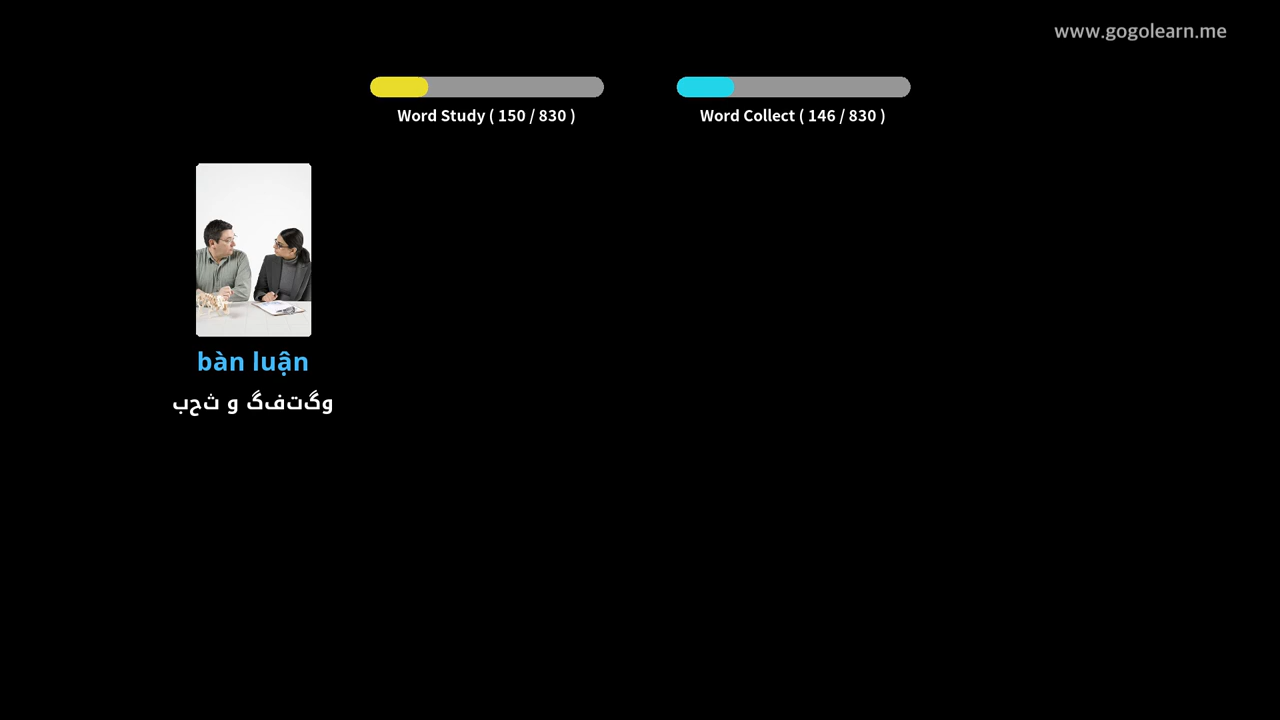 www.gogolearn.me
Word Study ( 150 / 830 )
Word Collect ( 146 / 830 )
bàn luận
وگتفگ و ثحب